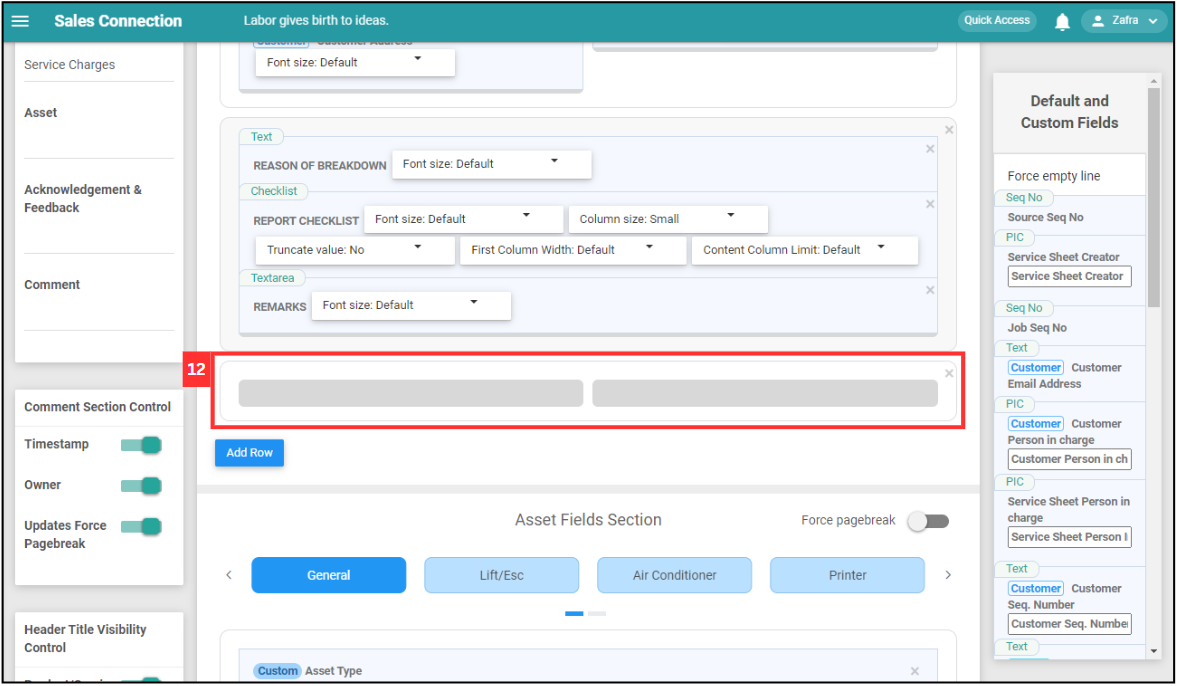 Sales Connection
Labor gives birth to ideas.
Quick Access
Zafra
Service Charges
Asset
Acknowledgement &
Feedback
Comment
Comment Section Control
Timestamp
Owner
Updates Force
Pagebreak
Header Title Visibility
Control
Customer Customer Address
Font size: Default
Text
REASON OF BREAKDOWN Font size: Default
Checklist
REPORT CHECKLIST Font size: Default Column size: Small
Truncate value: No First Column Width: Default Content Column Limit: Default
Textarea
REMARKS Font size: Default
12
Add Row
Asset Fields Section
Force pagebreak
General Lift/Esc Air Conditioner Printer
Custom Asset Type
Default and
Custom Fields
Force empty line
Seq No
Source Seq No
PIC
Service Sheet Creator
Service Sheet Creator
Seq No
Job Seq No
Text
Customer Customer
Email Address
PIC
Customer Customer
Person in charge
Customer Person in ch
PIC
Service Sheet Person in
charge
Service Sheet Person I
Text
Customer Customer
Seq. Number
Customer Seq. Numbe
Text